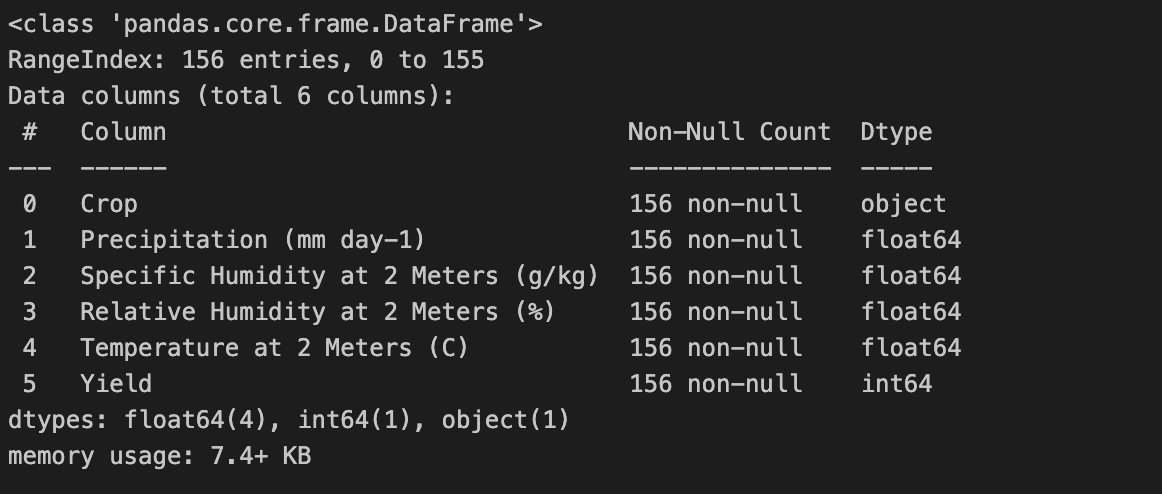 <class 'pandas.core.frame.DataFrame'>
RangeIndex: 156 entries, 0 to 155
Data columns (total 6 columns):
 #   Column                                Non-Null Count  Dtype
---  ------                                --------------  -----
 0   Crop                                  156 non-null    object
 1   Precipitation (mm day-1)              156 non-null    float64
 2   Specific Humidity at 2 Meters (g/kg)  156 non-null    float64
 3   Relative Humidity at 2 Meters (%)     156 non-null    float64
 4   Temperature at 2 Meters (C)           156 non-null    float64
 5   Yield                                 156 non-null    int64
dtypes: float64(4), int64(1), object(1)
memory usage: 7.4+ KB